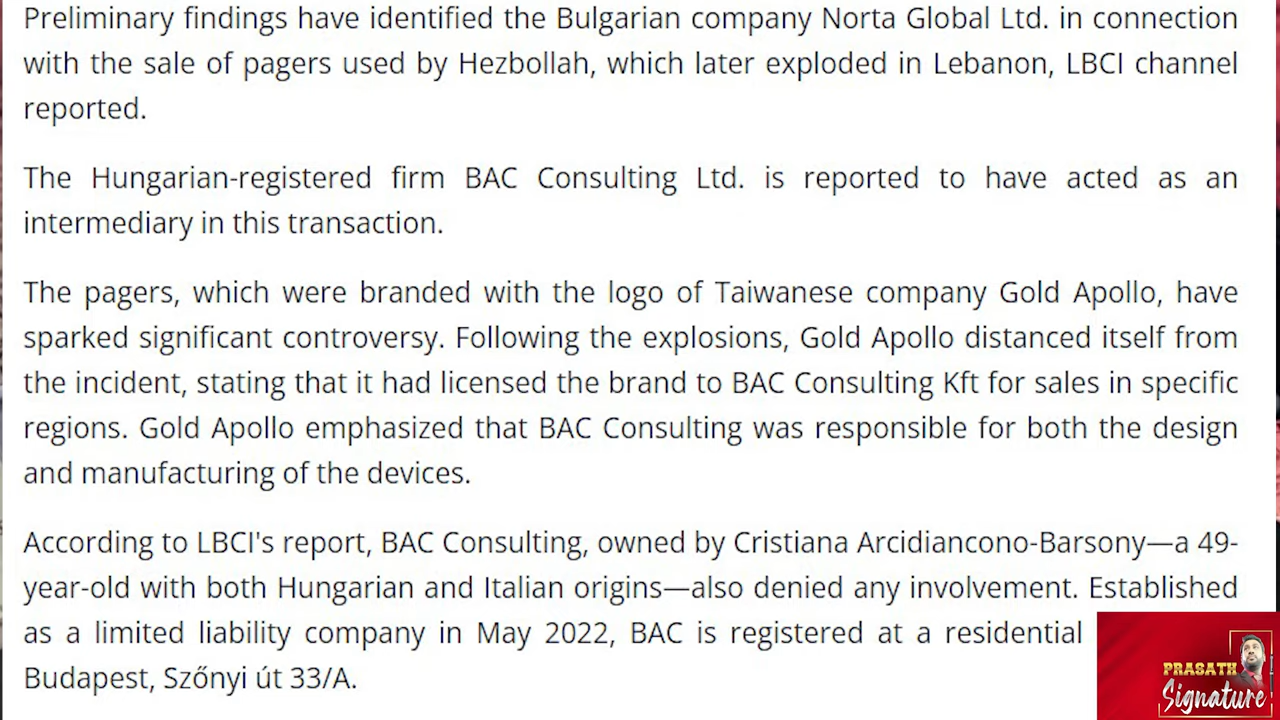 Preliminary findings have identified the Bulgarian company Norta Global Ltd. in connection
with the sale of pagers used by Hezbollah, which later exploded in Lebanon, LBCI channel
reported.
The Hungarian-registered firm BAC Consulting Ltd. is reported to have acted as an
intermediary in this transaction.
The pagers, which were branded with the logo of Taiwanese company Gold Apollo, have
sparked significant controversy. Following the explosions, Gold Apollo distanced itself from
the incident, stating that it had licensed the brand to BAC Consulting Kft for sales in specific
regions. Gold Apollo emphasized that BAC Consulting was responsible for both the design
and manufacturing of the devices.
According to LBCI's report, BAC Consulting, owned by Cristiana Arcidiancono-Barsony—a 49-
year-old with both Hungarian and Italian origins—also denied any involvement. Established
as a limited liability company in May 2022, BAC is registered at a residential
Budapest, Szőnyi út 33/A.
PRASATH
Signature